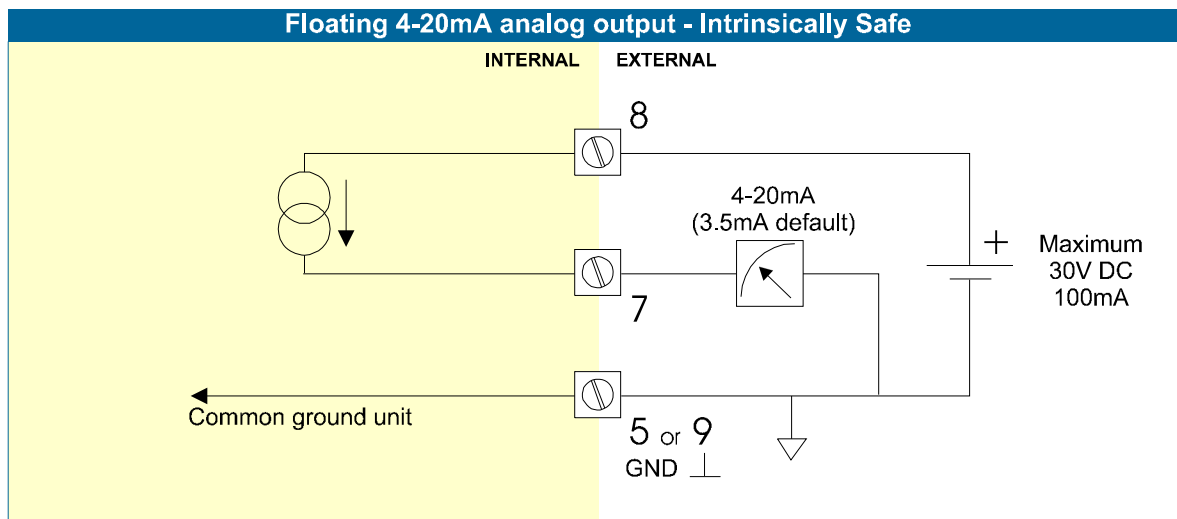 Floating 4-20mA analog output - Intrinsically Safe
INTERNAL EXTERNAL
8
4-20mA
(3.5mA default)
+
Maximum
30V DC
100mA
7
Common ground unit
5 or 9
GND